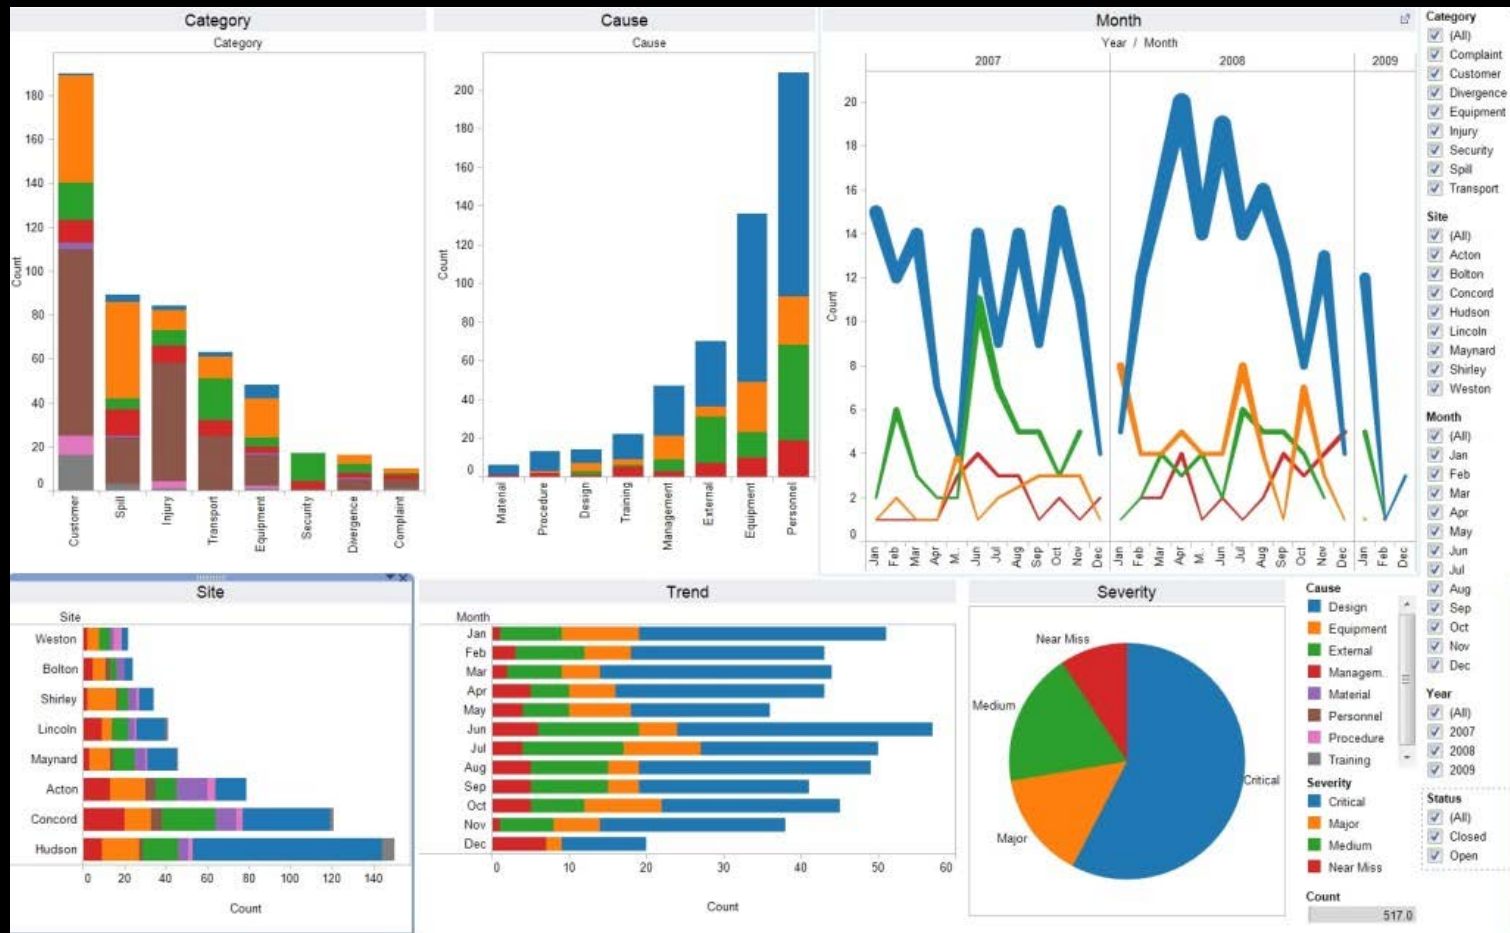 Category
Category
Count
180
160
140
120
100
80
60
40
20
0
Customer
Spill
Injury
Transport
Equipment
Security
Divergence
Complaint
Cause
Cause
Count
200
180
160
140
120
100
80
60
40
20
0
Material
Procedure
Design
Training
Management
External
Equipment
Personnel
Month
Year / Month
2007 2008 2009
Count
20
18
16
14
12
10
8
6
4
2
0
Jan Feb Mar Apr M.. Jun Jul Aug Sep Oct Nov Dec Jan Feb Mar Apr May Jun Jul Aug Sep Oct Nov Dec Jan Feb Dec
Category
(All)
Complaint
Customer
Divergence
Equipment
Injury
Security
Spill
Transport
Site
(All)
Acton
Bolton
Concord
Hudson
Lincoln
Maynard
Shirley
Weston
Month
(All)
Jan
Feb
Mar
Apr
May
Jun
Jul
Aug
Sep
Oct
Nov
Dec
Year
(All)
2007
2008
2009
Status
(All)
Closed
Open
Site
Site
Weston
Bolton
Shirley
Lincoln
Maynard
Acton
Concord
Hudson
0 20 40 60 80 100 120 140
Count
Trend
Month
Jan
Feb
Mar
Apr
May
Jun
Jul
Aug
Sep
Oct
Nov
Dec
0 10 20 30 40 50 60
Count
Severity
Near Miss
Medium
Major
Critical
Cause
Design
Equipment
External
Managem..
Material
Personnel
Procedure
Training
Severity
Critical
Major
Medium
Near Miss
Count
517.0